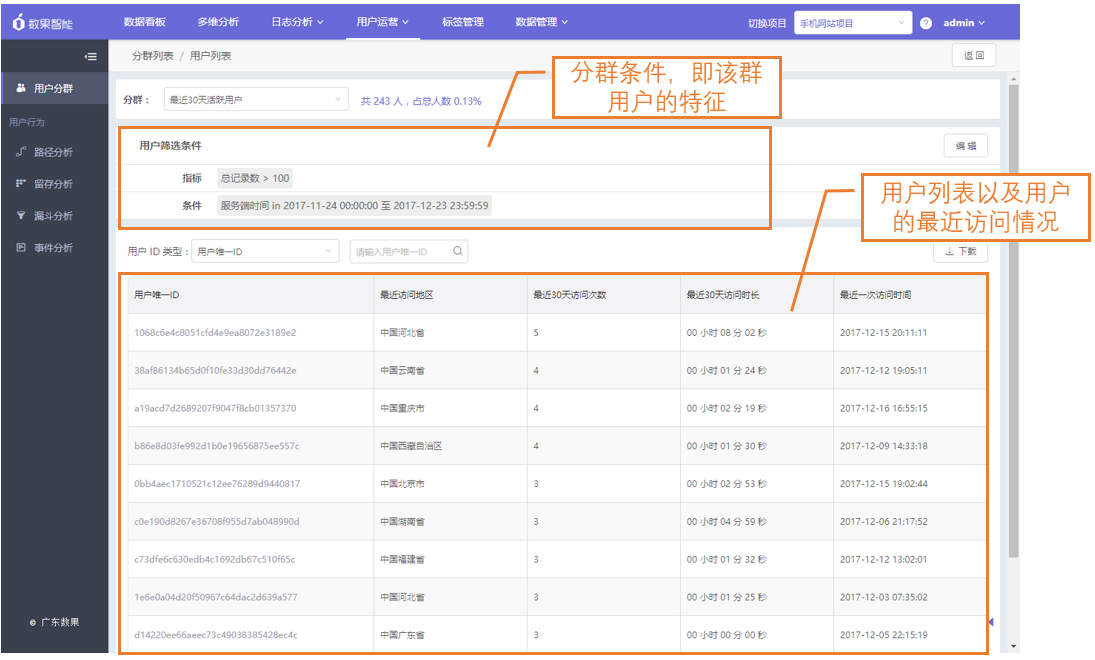 数果智能
数据看板
多维分析
日志分析
用户运营
标签管理
数据管理
切换项目
手机网站项目
?
admin
用户分群
用户行为
路径分析
留存分析
漏斗分析
事件分析
广东数果
分群列表 / 用户列表
返 回
分群：
最近30天活跃用户
共 243 人，占总人数 0.13%
分群条件，即该群
用户的特征
用户筛选条件
编 辑
指标
总记录数 > 100
条件
服务端时间 in 2017-11-24 00:00:00 至 2017-12-23 23:59:59
用户列表以及用户
的最近访问情况
用户 ID 类型：
用户唯一ID
请输入用户唯一ID
下载
用户唯一ID 最近访问地区 最近30天访问次数 最近30天访问时长 最近一次访问时间
1068c6e4c8051cfd4e9ea8072e3189e2 中国河北省 5 00 小时 08 分 02 秒 2017-12-15 20:11:11
38af86134b65d0f10fe33d30dd76442e 中国云南省 4 00 小时 01 分 24 秒 2017-12-12 19:05:11
a19acd7d2689207f9047f8cb01357370 中国重庆市 4 00 小时 02 分 19 秒 2017-12-16 16:55:15
b86e8d03fe992d1b0e19656875ee557c 中国西藏自治区 4 00 小时 01 分 30 秒 2017-12-09 14:33:18
0bb4aec1710521c12ee76289d9440817 中国北京市 3 00 小时 02 分 53 秒 2017-12-15 19:02:44
c0e190d8267e36708f955d7ab048990d 中国湖南省 3 00 小时 04 分 59 秒 2017-12-06 21:17:52
c73dfe6c630edb4c1692db67c510f65c 中国福建省 3 00 小时 01 分 32 秒 2017-12-12 13:02:01
1e6e0a04d20f50967c64dac2d639a577 中国河北省 3 00 小时 01 分 25 秒 2017-12-03 07:35:02
d14220ee66aeec73c49038385428ec4c 中国广东省 3 00 小时 00 分 00 秒 2017-12-05 22:15:19